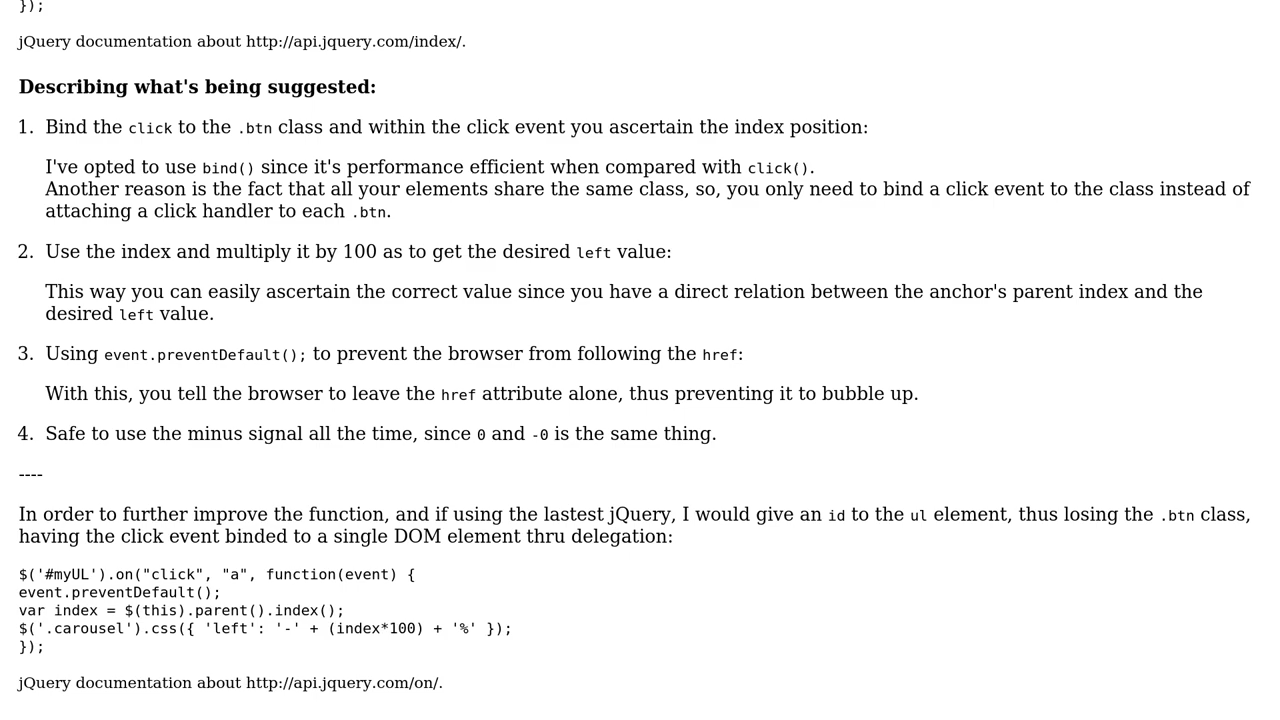 });
jQuery documentation about http://api.jquery.com/index/.
Describing what's being suggested:
1. Bind the click to the .btn class and within the click event you ascertain the index position:
I've opted to use bind() since it's performance efficient when compared with click().
Another reason is the fact that all your elements share the same class, so, you only need to bind a click event to the class instead of
attaching a click handler to each .btn.
2. Use the index and multiply it by 100 as to get the desired left value:
This way you can easily ascertain the correct value since you have a direct relation between the anchor's parent index and the
desired left value.
3. Using event.preventDefault(); to prevent the browser from following the href:
With this, you tell the browser to leave the href attribute alone, thus preventing it to bubble up.
4. Safe to use the minus signal all the time, since 0 and -0 is the same thing.
----
In order to further improve the function, and if using the lastest jQuery, I would give an id to the ul element, thus losing the .btn class,
having the click event binded to a single DOM element thru delegation:
$('#myUL').on("click", "a", function(event) {
event.preventDefault();
var index = $(this).parent().index();
$('.carousel').css({ 'left': '-' + (index*100) + '%' });
});
jQuery documentation about http://api.jquery.com/on/.